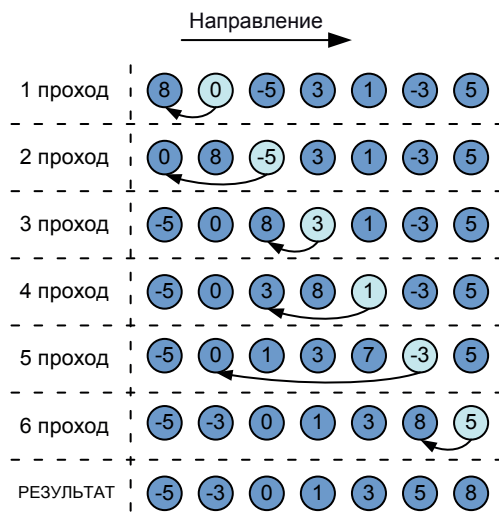 Направление
1 проход 8 0 -5 3 1 -3 5
2 проход 0 8 -5 3 1 -3 5
3 проход -5 0 8 3 1 -3 5
4 проход -5 0 3 8 1 -3 5
5 проход -5 0 1 3 7 -3 5
6 проход -5 -3 0 1 3 8 5
РЕЗУЛЬТАТ -5 -3 0 1 3 5 8